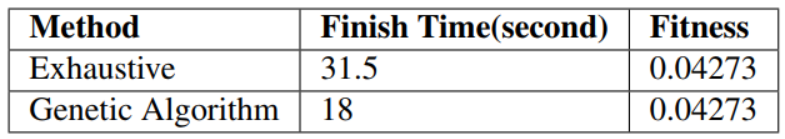 Method Finish Time(second) Fitness
Exhaustive 31.5 0.04273
Genetic Algorithm 18 0.04273